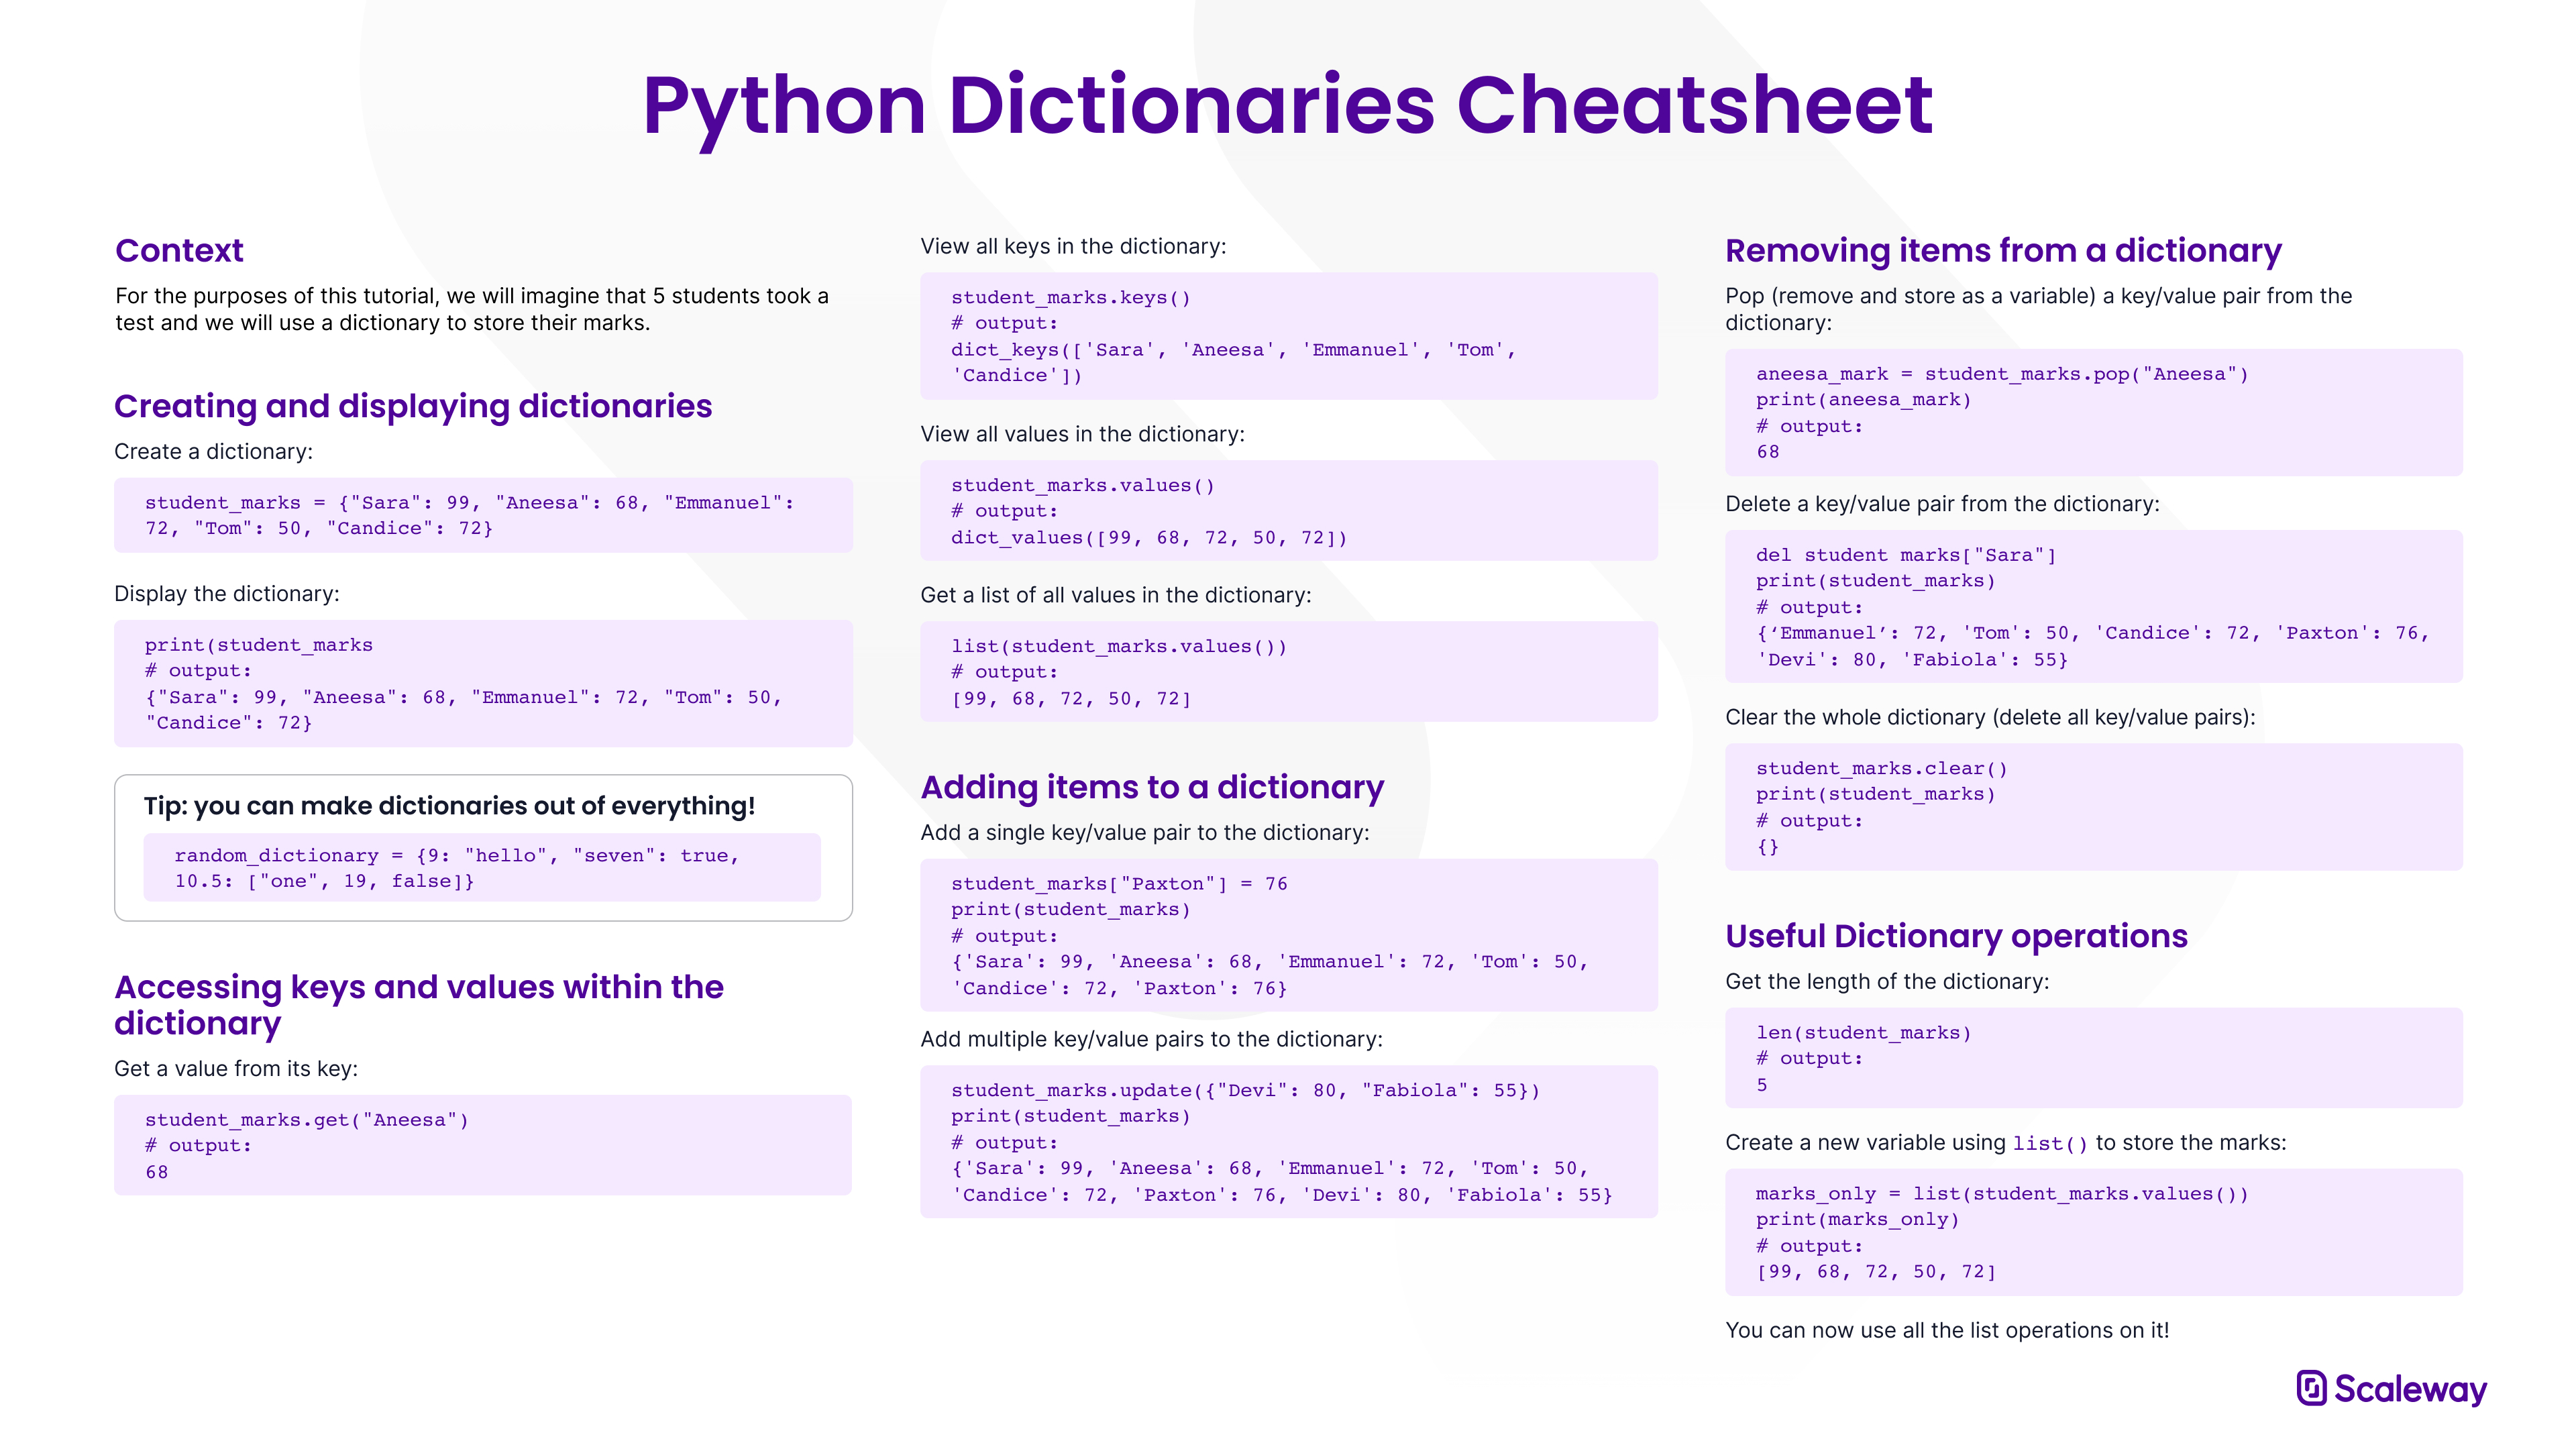 Python Dictionaries Cheatsheet
Context
For the purposes of this tutorial, we will imagine that 5 students took a
test and we will use a dictionary to store their marks.
Creating and displaying dictionaries
Create a dictionary:
student_marks = {"Sara": 99, "Aneesa": 68, "Emmanuel":
72, "Tom": 50, "Candice": 72}
Display the dictionary:
print(student_marks
# output:
{"Sara": 99, "Aneesa": 68, "Emmanuel": 72, "Tom": 50,
"Candice": 72}
Tip: you can make dictionaries out of everything!
random_dictionary = {9: "hello", "seven": true,
10.5: ["one", 19, false]}
Accessing keys and values within the
dictionary
Get a value from its key:
student_marks.get("Aneesa")
# output:
68
View all keys in the dictionary:
student_marks.keys()
# output:
dict_keys(['Sara', 'Aneesa', 'Emmanuel', 'Tom',
'Candice'])
View all values in the dictionary:
student_marks.values()
# output:
dict_values([99, 68, 72, 50, 72])
Get a list of all values in the dictionary:
list(student_marks.values())
# output:
[99, 68, 72, 50, 72]
Adding items to a dictionary
Add a single key/value pair to the dictionary:
student_marks["Paxton"] = 76
print(student_marks)
# output:
{'Sara': 99, 'Aneesa': 68, 'Emmanuel': 72, 'Tom': 50,
'Candice': 72, 'Paxton': 76}
Add multiple key/value pairs to the dictionary:
student_marks.update({"Devi": 80, "Fabiola": 55})
print(student_marks)
# output:
{'Sara': 99, 'Aneesa': 68, 'Emmanuel': 72, 'Tom': 50,
'Candice': 72, 'Paxton': 76, 'Devi': 80, 'Fabiola': 55}
Removing items from a dictionary
Pop (remove and store as a variable) a key/value pair from the
dictionary:
aneesa_mark = student_marks.pop("Aneesa")
print(aneesa_mark)
# output:
68
Delete a key/value pair from the dictionary:
del student marks["Sara"]
print(student_marks)
# output:
{‘Emmanuel’: 72, 'Tom': 50, 'Candice': 72, 'Paxton': 76,
'Devi': 80, 'Fabiola': 55}
Clear the whole dictionary (delete all key/value pairs):
student_marks.clear()
print(student_marks)
# output:
{}
Useful Dictionary operations
Get the length of the dictionary:
len(student_marks)
# output:
5
Create a new variable using list() to store the marks:
marks_only = list(student_marks.values())
print(marks_only)
# output:
[99, 68, 72, 50, 72]
You can now use all the list operations on it!
Scaleway